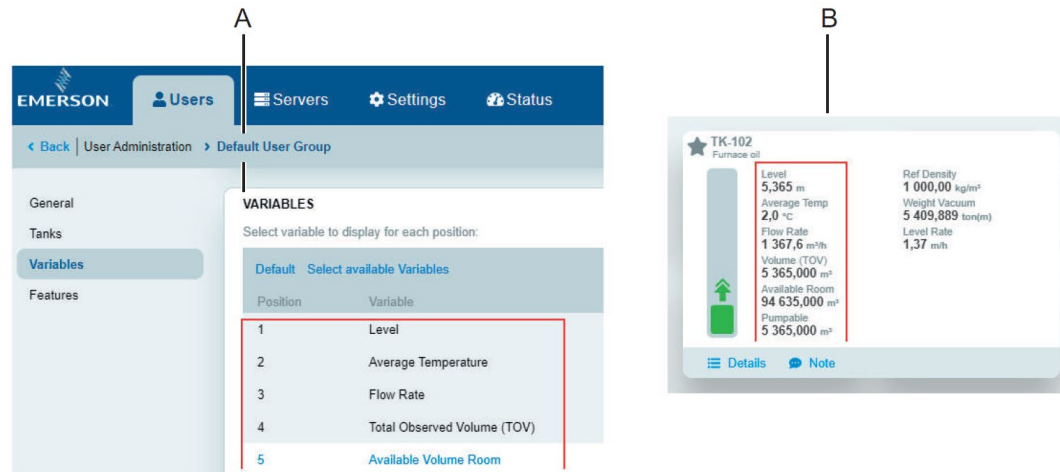 A
B
EMERSON
Users
Servers
Settings
Status
Back | User Administration > Default User Group
General
Tanks
Variables
Features
VARIABLES
Select variable to display for each position:
Default Select available Variables
Position Variable
1 Level
2 Average Temperature
3 Flow Rate
4 Total Observed Volume (TOV)
5 Available Volume Room
TK-102
Furnace oil
Level
5,365 m
Average Temp
2,0 °C
Flow Rate
1 367,6 m³/h
Volume (TOV)
5 365,000 m³
Available Room
94 635,000 m³
Pumpable
5 365,000 m³
Ref Density
1 000,00 kg/m³
Weight Vacuum
5 409,889 ton(m)
Level Rate
1,37 m/h
Details
Note